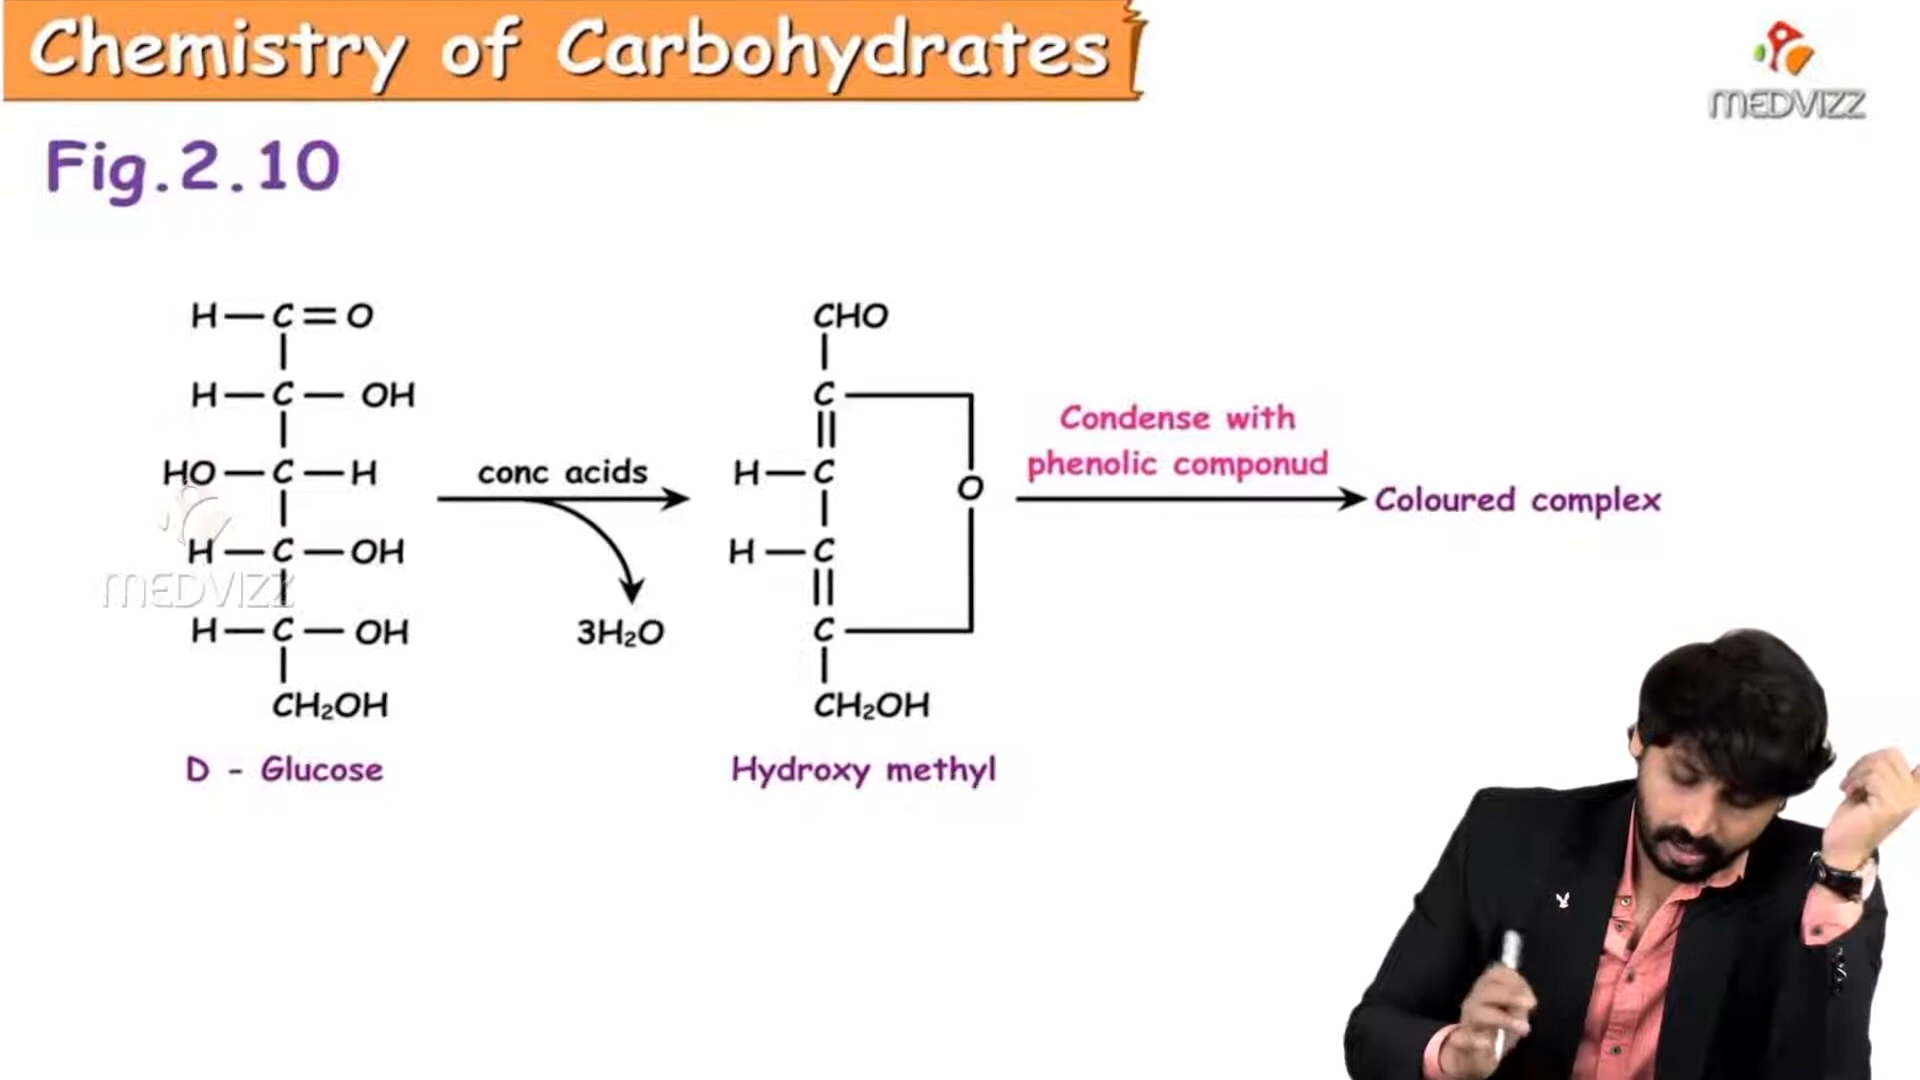 Chemistry of Carbohydrates
MEDVIZZ
Fig.2.10
H—C=O
H—C—OH
HO—C—H
H—C—OH
H—C—OH
CH₂OH
D - Glucose
MEDVIZZ
conc acids
3H₂O
CHO
C
H—C
O
H—C
C
CH₂OH
Hydroxy methyl
Condense with
phenolic componud
Coloured complex